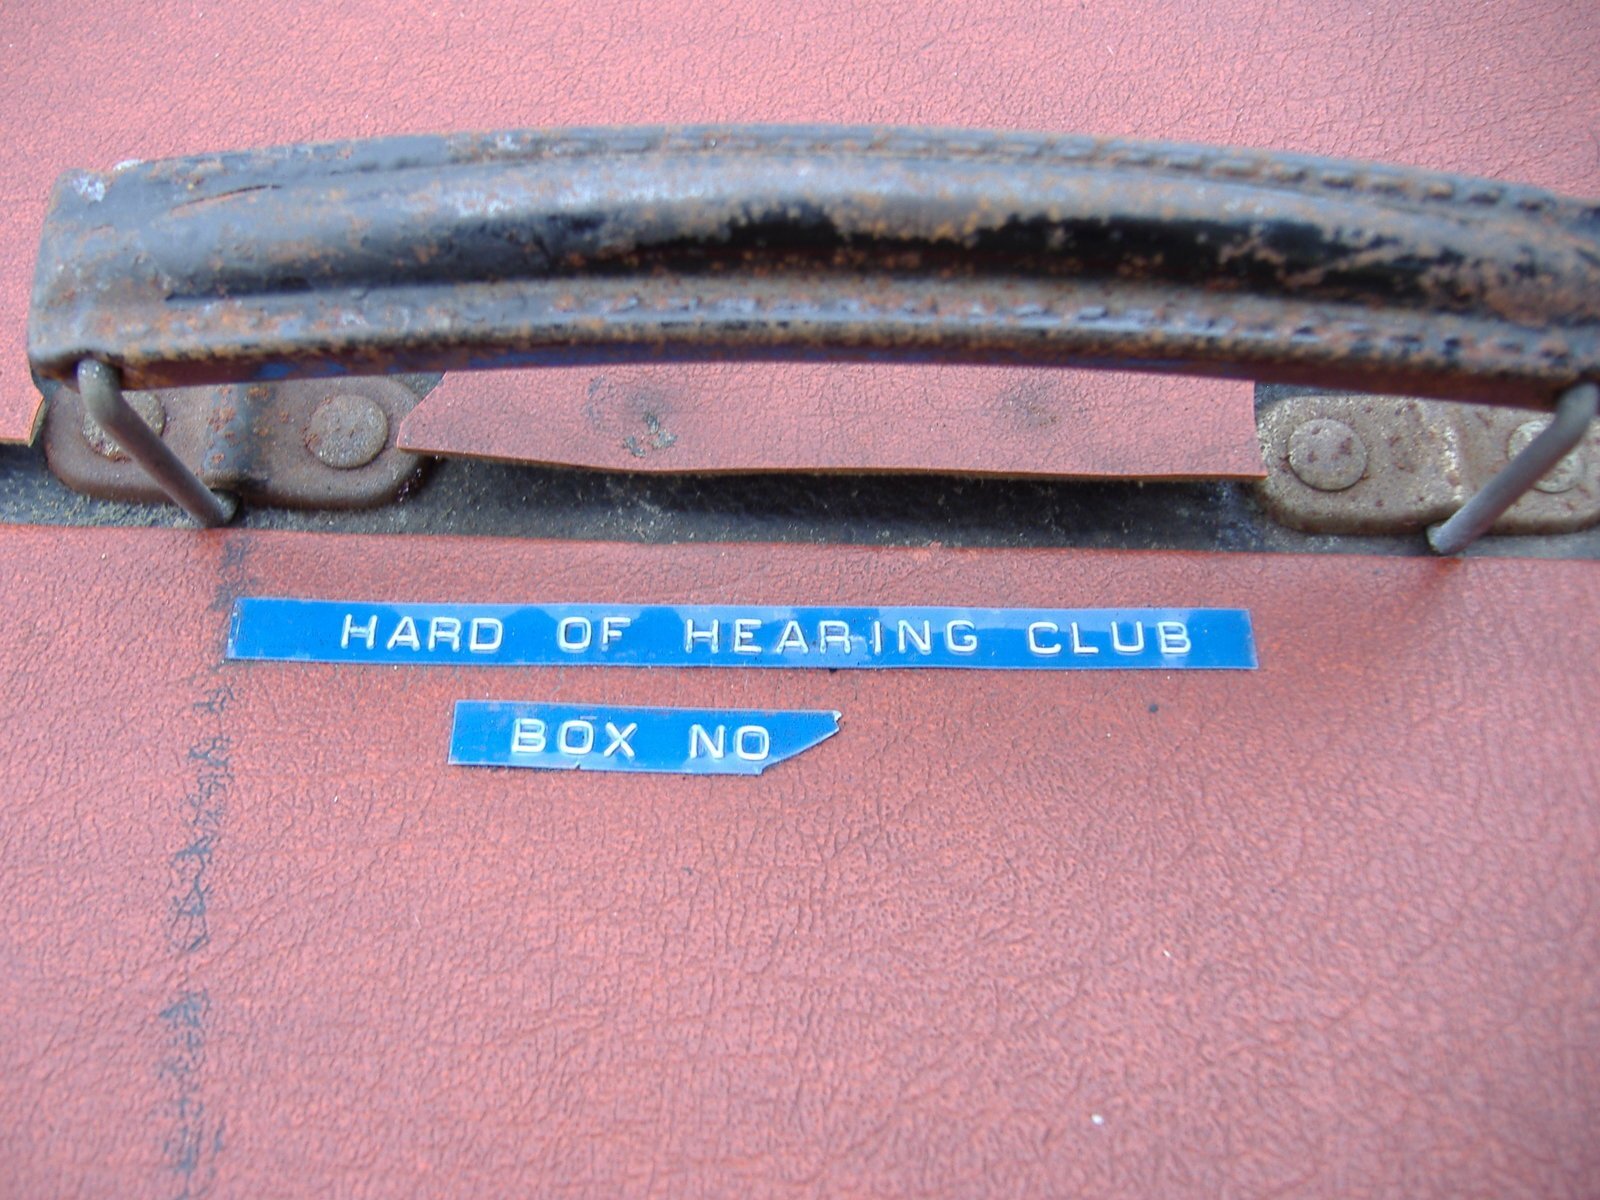 HARD OF HEARING CLUB
BOX NO